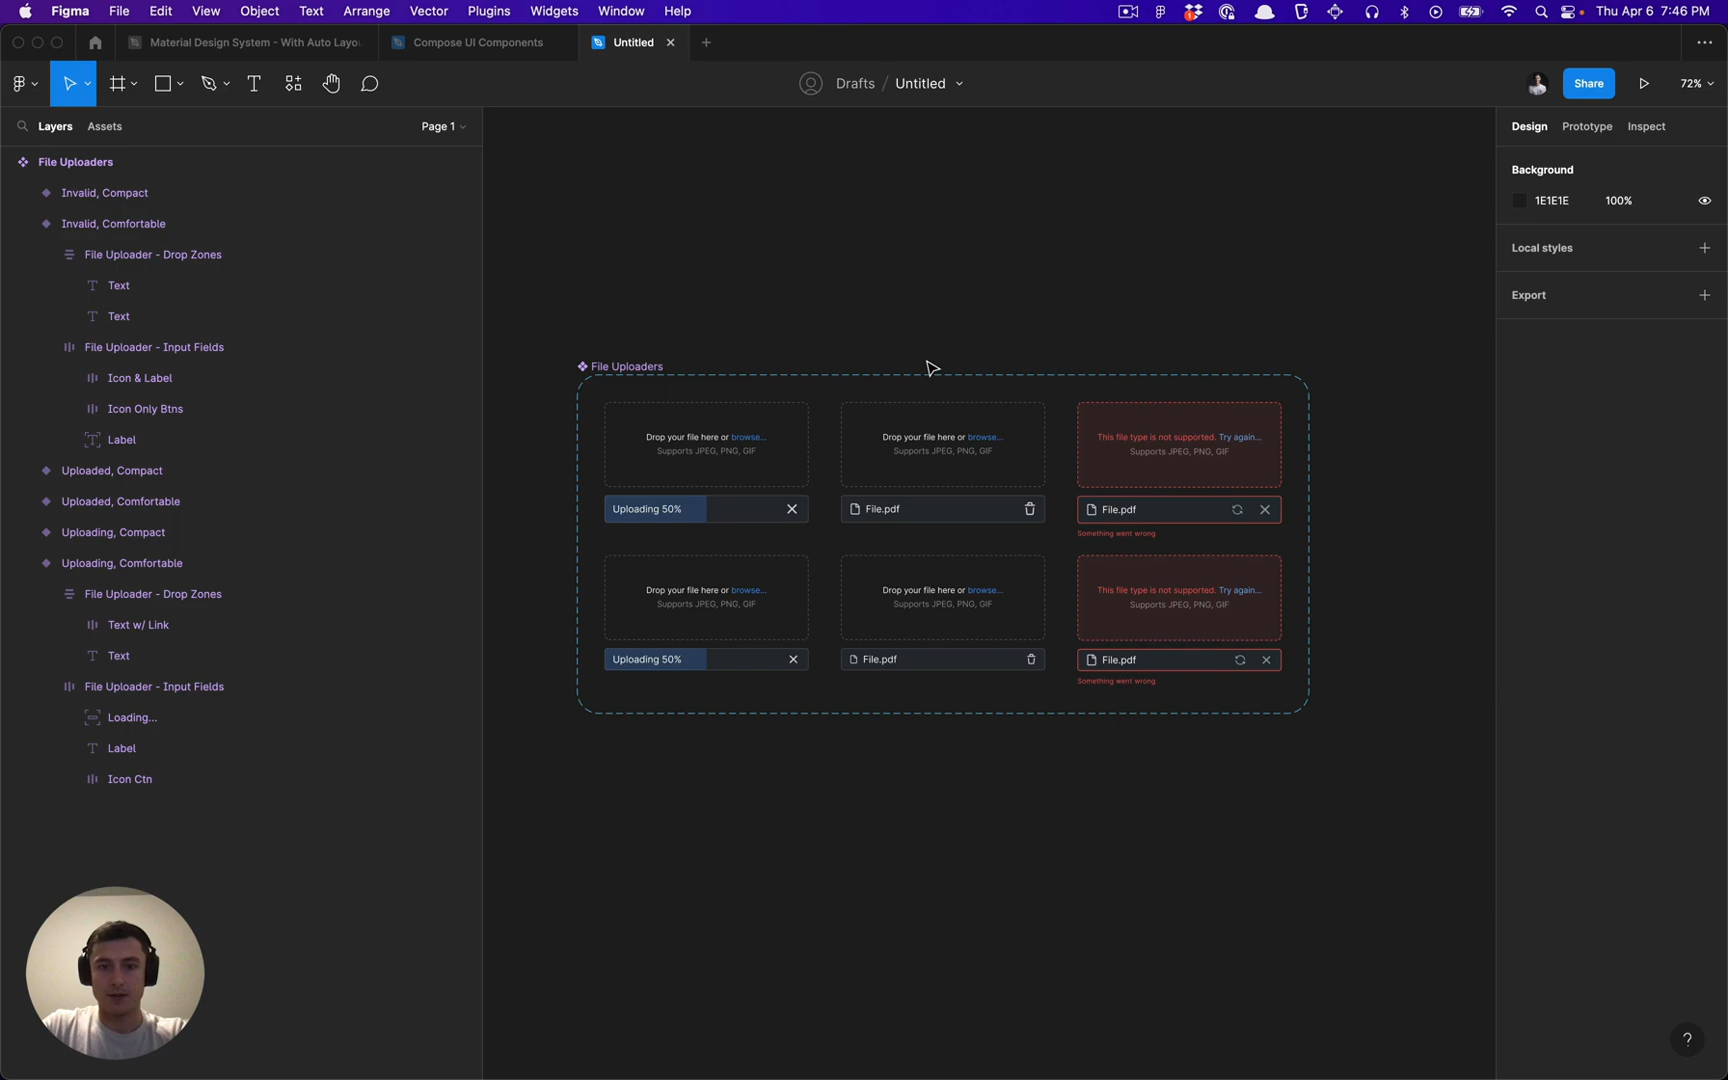 Figma File Edit View Object Text Arrange Vector Plugins Widgets Window Help Thu Apr 6 7:46 PM
Material Design System - With Auto Layou Compose UI Components Untitled
Drafts / Untitled Share 72%
Layers Assets Page 1
File Uploaders
Invalid, Compact
Invalid, Comfortable
File Uploader - Drop Zones
Text
Text
File Uploader - Input Fields
Icon & Label
Icon Only Btns
Label
Uploaded, Compact
Uploaded, Comfortable
Uploading, Compact
Uploading, Comfortable
File Uploader - Drop Zones
Text w/ Link
Text
File Uploader - Input Fields
Loading...
Label
Icon Ctn
File Uploaders
Drop your file here or browse... Drop your file here or browse... This file type is not supported. Try again...
Supports JPEG, PNG, GIF Supports JPEG, PNG, GIF Supports JPEG, PNG, GIF
Uploading 50% File.pdf File.pdf
Something went wrong
Drop your file here or browse... Drop your file here or browse... This file type is not supported. Try again...
Supports JPEG, PNG, GIF Supports JPEG, PNG, GIF Supports JPEG, PNG, GIF
Uploading 50% File.pdf File.pdf
Something went wrong
Design Prototype Inspect
Background
1E1E1E 100%
Local styles
Export
?